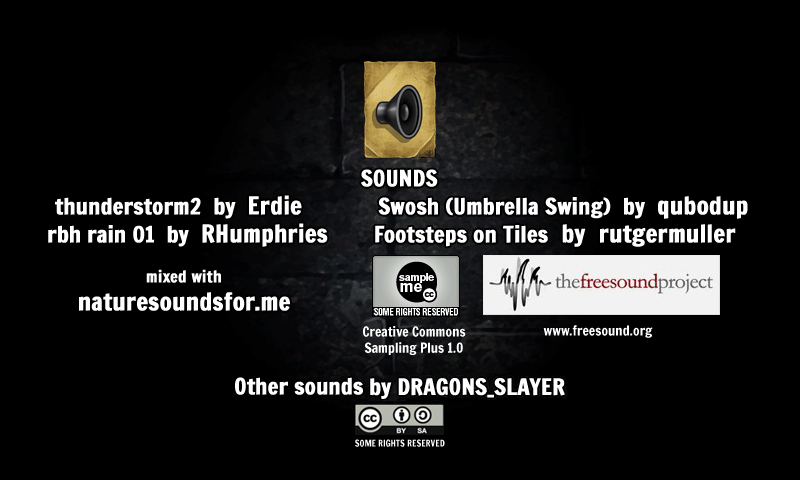 SOUNDS
thunderstorm2 by Erdie
Swosh (Umbrella Swing) by qubodup
rbh rain 01 by RHumphries
Footsteps on Tiles by rutgermuller
mixed with
naturesoundsfor.me
sample
me
cc
SOME RIGHTS RESERVED
thefreesoundproject
Creative Commons
Sampling Plus 1.0
www.freesound.org
Other sounds by DRAGONS_SLAYER
cc
BY SA
SOME RIGHTS RESERVED